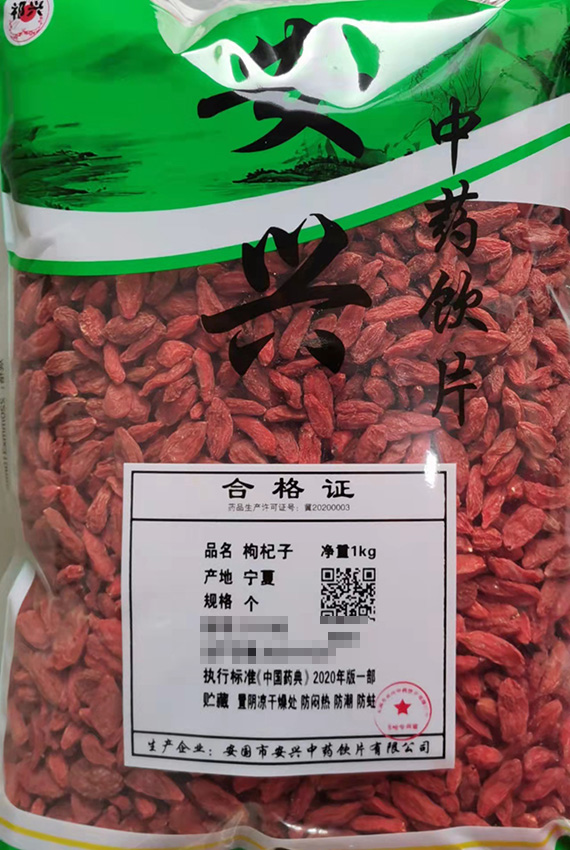 祁兴
安兴
中药饮片
合格证
药品生产许可证号：冀20200003
品名 枸杞子 净重1kg
产地 宁夏
规格 个
执行标准《中国药典》2020年版一部
贮藏 置阴凉干燥处 防闷热 防潮 防蛀
生产企业：安国市安兴中药饮片有限公司